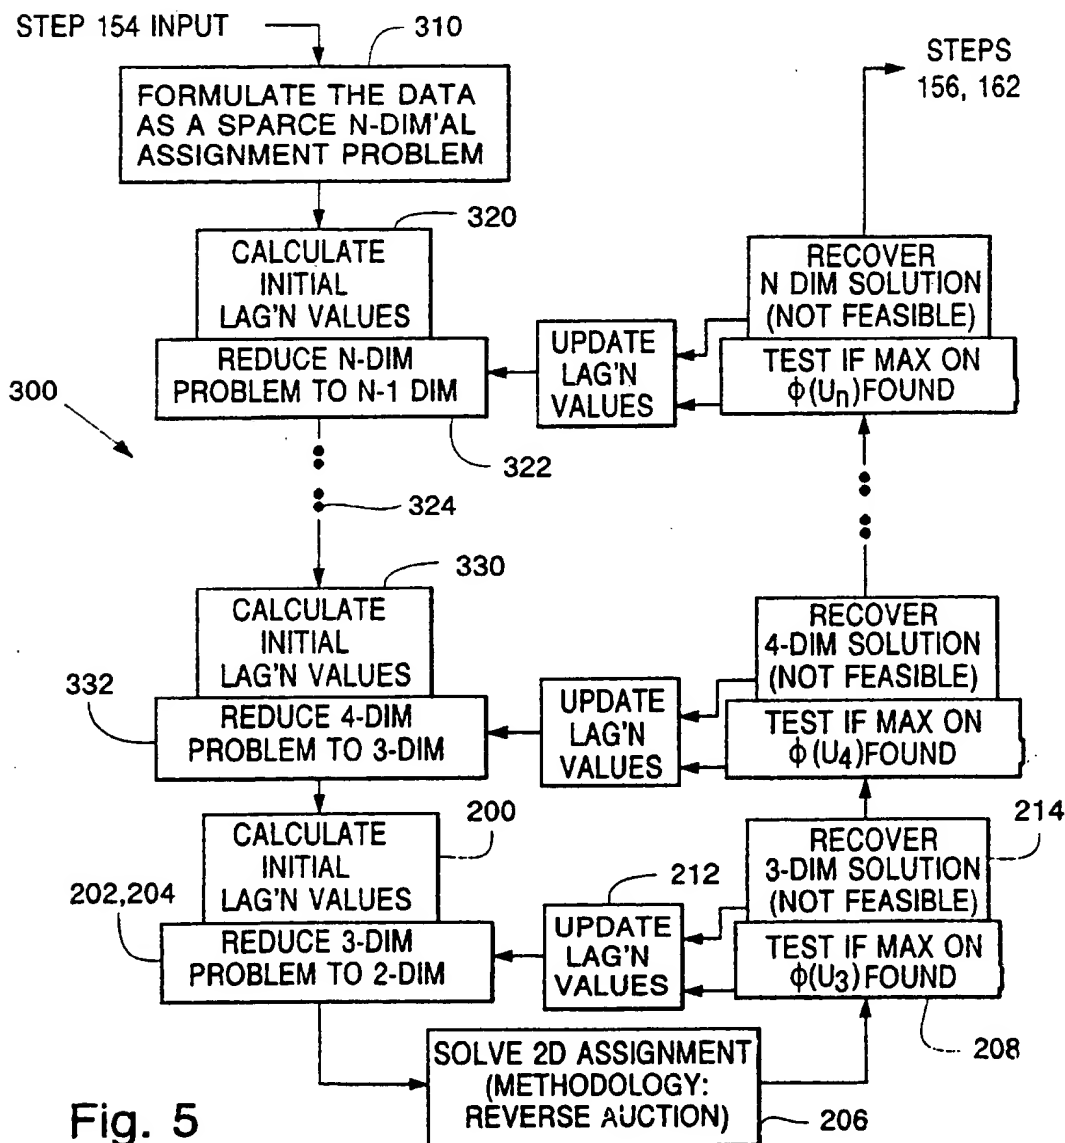 STEP 154 INPUT
310
FORMULATE THE DATA
AS A SPARCE N-DIM'AL
ASSIGNMENT PROBLEM
STEPS
156, 162
320
CALCULATE
INITIAL
LAG'N VALUES
REDUCE N-DIM
PROBLEM TO N-1 DIM
322
UPDATE
LAG'N
VALUES
RECOVER
N DIM SOLUTION
(NOT FEASIBLE)
TEST IF MAX ON
ϕ(Un)FOUND
300
324
330
CALCULATE
INITIAL
LAG'N VALUES
332
REDUCE 4-DIM
PROBLEM TO 3-DIM
UPDATE
LAG'N
VALUES
RECOVER
4-DIM SOLUTION
(NOT FEASIBLE)
TEST IF MAX ON
ϕ(U4)FOUND
200
CALCULATE
INITIAL
LAG'N VALUES
202,204
REDUCE 3-DIM
PROBLEM TO 2-DIM
212
UPDATE
LAG'N
VALUES
214
RECOVER
3-DIM SOLUTION
(NOT FEASIBLE)
TEST IF MAX ON
ϕ(U3)FOUND
208
SOLVE 2D ASSIGNMENT
(METHODOLOGY:
REVERSE AUCTION)
206
Fig. 5